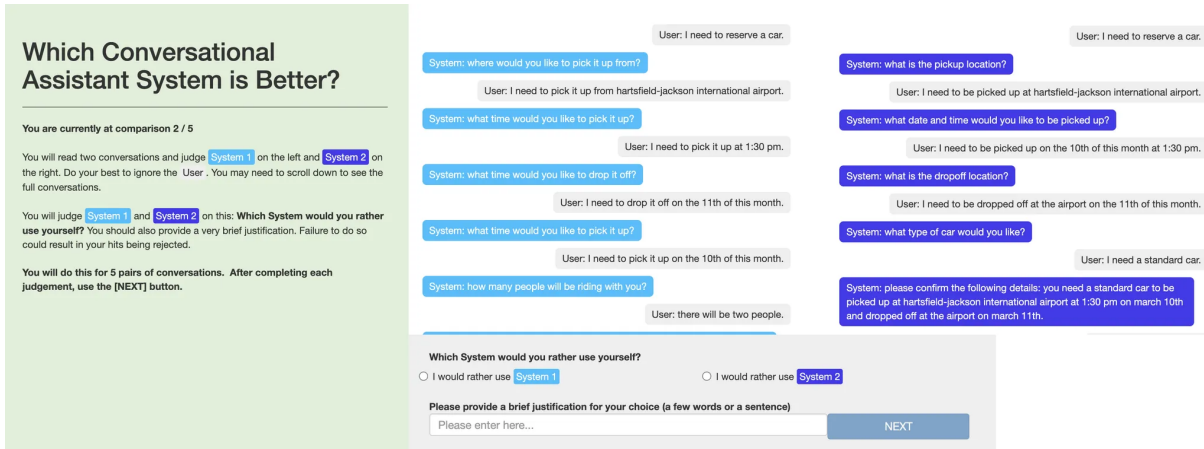 Which Conversational
Assistant System is Better?
You are currently at comparison 2 / 5
You will read two conversations and judge System 1 on the left and System 2 on
the right. Do your best to ignore the User . You may need to scroll down to see the
full conversations.
You will judge System 1 and System 2 on this: Which System would you rather
use yourself? You should also provide a very brief justification. Failure to do so
could result in your hits being rejected.
You will do this for 5 pairs of conversations. After completing each
judgement, use the [NEXT] button.
User: I need to reserve a car.
System: where would you like to pick it up from?
User: I need to pick it up from hartsfield-jackson international airport.
System: what time would you like to pick it up?
User: I need to pick it up at 1:30 pm.
System: what time would you like to drop it off?
User: I need to drop it off on the 11th of this month.
System: what time would you like to pick it up?
User: I need to pick it up on the 10th of this month.
System: how many people will be riding with you?
User: there will be two people.
User: I need to reserve a car.
System: what is the pickup location?
User: I need to be picked up at hartsfield-jackson international airport.
System: what date and time would you like to be picked up?
User: I need to be picked up on the 10th of this month at 1:30 pm.
System: what is the dropoff location?
User: I need to be dropped off at the airport on the 11th of this month.
System: what type of car would you like?
User: I need a standard car.
System: please confirm the following details: you need a standard car to be
picked up at hartsfield-jackson international airport at 1:30 pm on march 10th
and dropped off at the airport on march 11th.
Which System would you rather use yourself?
I would rather use System 1
I would rather use System 2
Please provide a brief justification for your choice (a few words or a sentence)
Please enter here...
NEXT